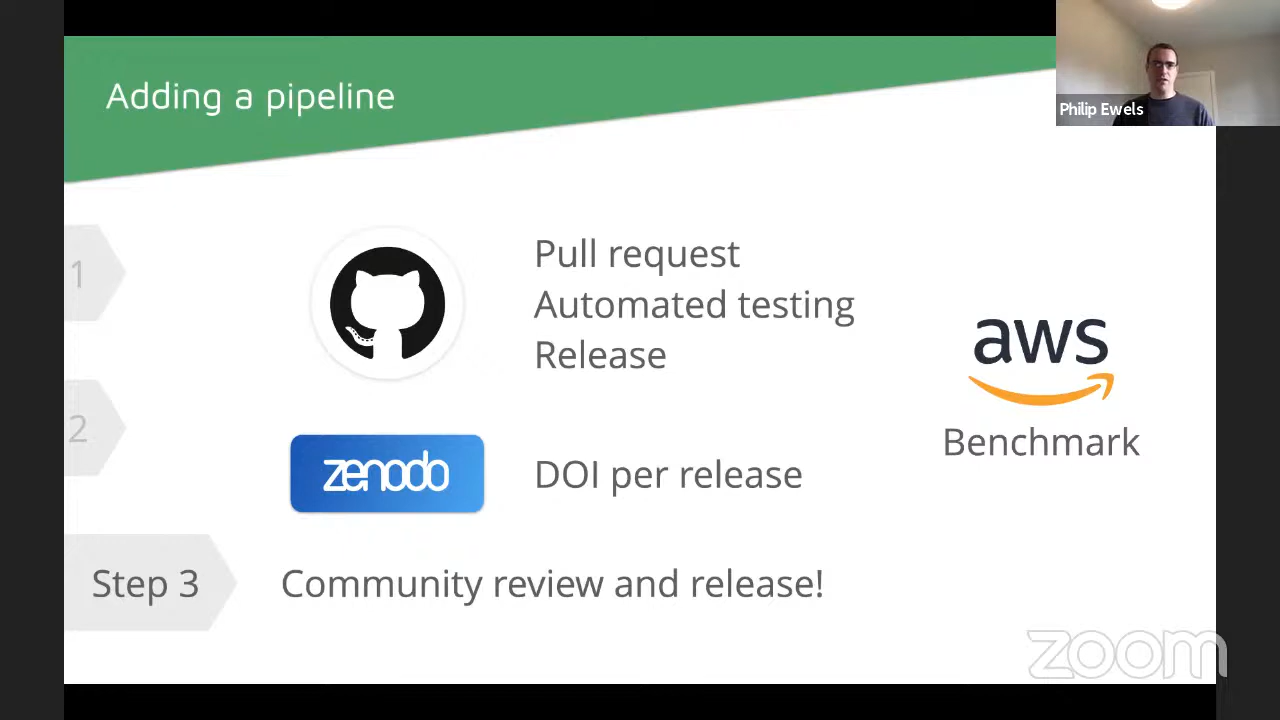 Adding a pipeline
Philip Ewels
1
Pull request
Automated testing
Release
aws
Benchmark
2
zenodo
DOI per release
Step 3
Community review and release!
zoom